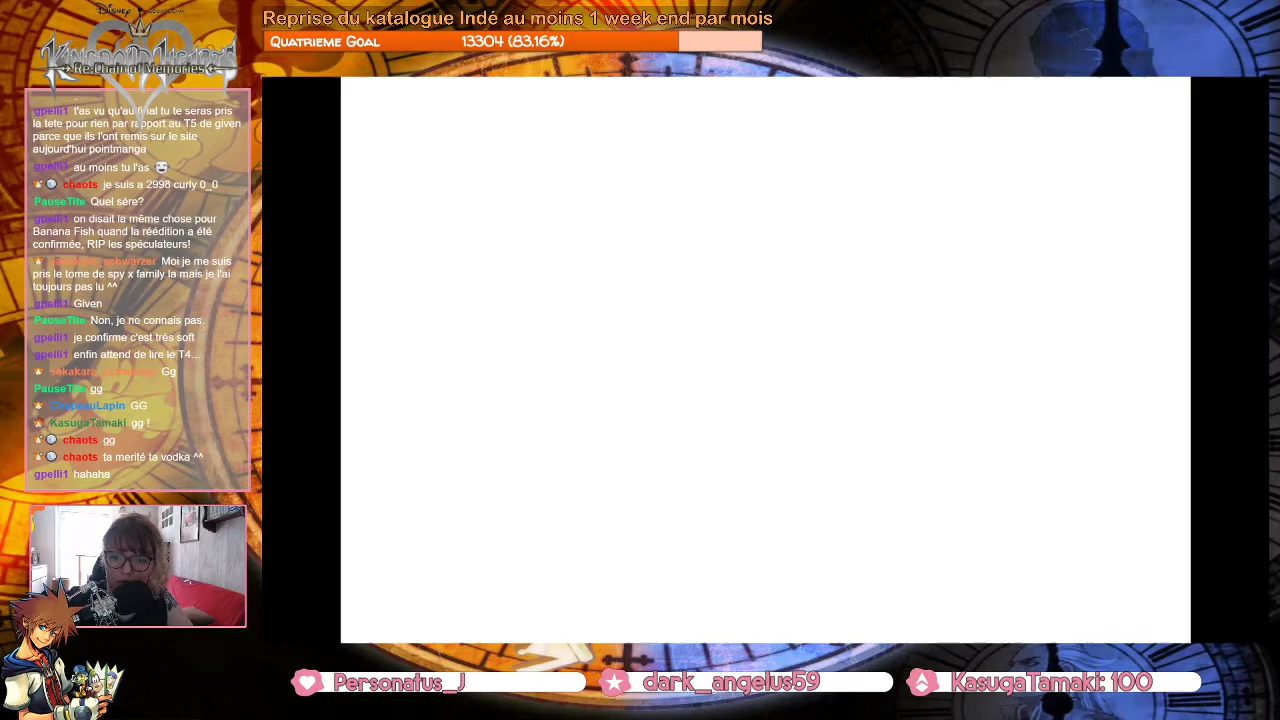 Disney
Kingdom Hearts
Re:Chain of Memories
Reprise du katalogue Indé au moins 1 week end par mois
Quatrieme Goal 13304 (83.16%)
gpelli1 t'as vu qu'au final tu te seras pris
la tete pour rien par rapport au T5 de given
parce que ils l'ont remis sur le site
aujourd'hui pointmanga
gpelli1 au moins tu l'as
chaots je suis a 2998 curly 0_0
PauseTite Quel sére?
gpelli1 on disait la même chose pour
Banana Fish quand la réédition a été
confirmée, RIP les spéculateurs!
Moi je me suis
pris le tome de spy x family la mais je l'ai
toujours pas lu ^^
gpelli1 Given
PauseTite Non, je ne connais pas.
gpelli1 je confirme c'est très soft
gpelli1 enfin attend de lire le T4...
Gg
PauseTite gg
ChapeauLapin GG
KasugaTamaki gg !
chaots gg
chaots ta merité ta vodka ^^
gpelli1 hahaha
Personatus_J
dark_angelus59
KasugaTamaki: 100